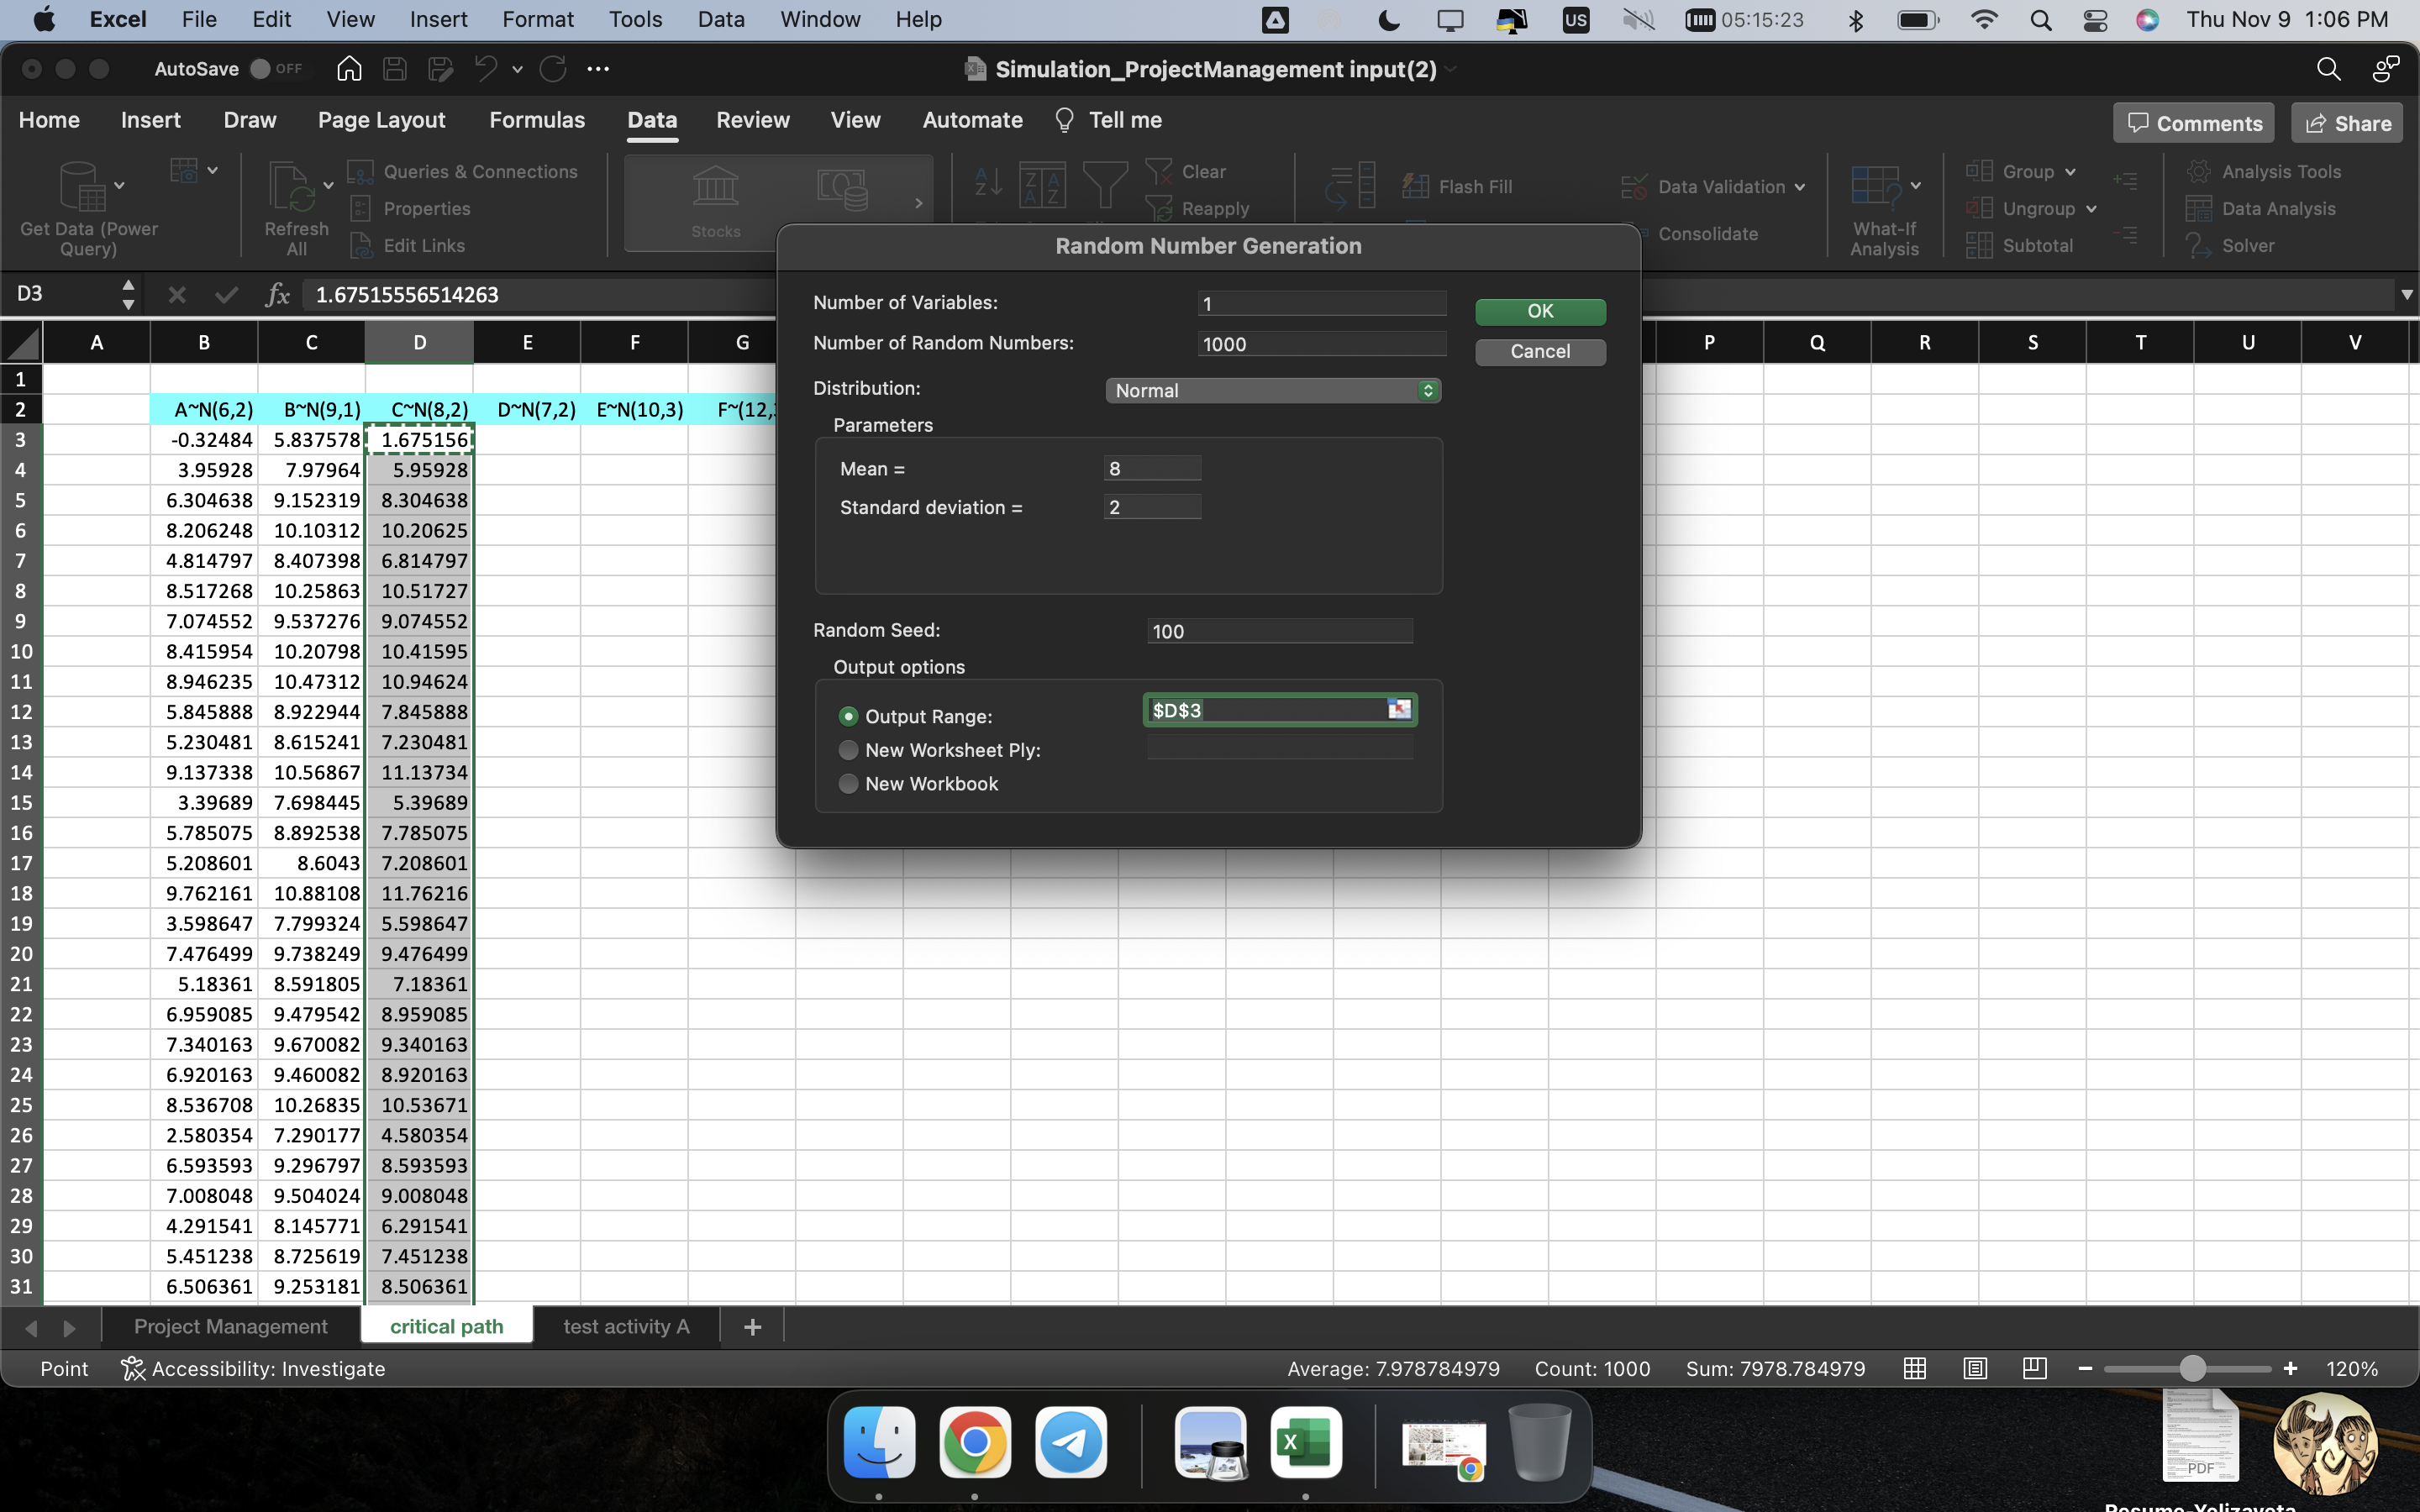 Excel File Edit View Insert Format Tools Data Window Help US 05:15:23 Thu Nov 9 1:06 PM
AutoSave OFF Simulation_ProjectManagement input(2)
Home Insert Draw Page Layout Formulas Data Review View Automate Tell me Comments Share
Get Data (Power Query)
Refresh All
Queries & Connections
Properties
Edit Links
Stocks
Clear
Reapply
Flash Fill
Data Validation
Consolidate
What-If Analysis
Group
Ungroup
Subtotal
Analysis Tools
Data Analysis
Solver
D3 fx 1.67515556514263
Random Number Generation
Number of Variables: 1
Number of Random Numbers: 1000
OK
Cancel
Distribution: Normal
Parameters
Mean = 8
Standard deviation = 2
Random Seed: 100
Output options
Output Range: $D$3
New Worksheet Ply:
New Workbook
A B C D E F G P Q R S T U V
1
2 A~N(6,2) B~N(9,1) C~N(8,2) D~N(7,2) E~N(10,3) F~(12,
3 -0.32484 5.837578 1.675156
4 3.95928 7.97964 5.95928
5 6.304638 9.152319 8.304638
6 8.206248 10.10312 10.20625
7 4.814797 8.407398 6.814797
8 8.517268 10.25863 10.51727
9 7.074552 9.537276 9.074552
10 8.415954 10.20798 10.41595
11 8.946235 10.47312 10.94624
12 5.845888 8.922944 7.845888
13 5.230481 8.615241 7.230481
14 9.137338 10.56867 11.13734
15 3.39689 7.698445 5.39689
16 5.785075 8.892538 7.785075
17 5.208601 8.6043 7.208601
18 9.762161 10.88108 11.76216
19 3.598647 7.799324 5.598647
20 7.476499 9.738249 9.476499
21 5.18361 8.591805 7.18361
22 6.959085 9.479542 8.959085
23 7.340163 9.670082 9.340163
24 6.920163 9.460082 8.920163
25 8.536708 10.26835 10.53671
26 2.580354 7.290177 4.580354
27 6.593593 9.296797 8.593593
28 7.008048 9.504024 9.008048
29 4.291541 8.145771 6.291541
30 5.451238 8.725619 7.451238
31 6.506361 9.253181 8.506361
Project Management critical path test activity A +
Point Accessibility: Investigate Average: 7.978784979 Count: 1000 Sum: 7978.784979 120%
PDF